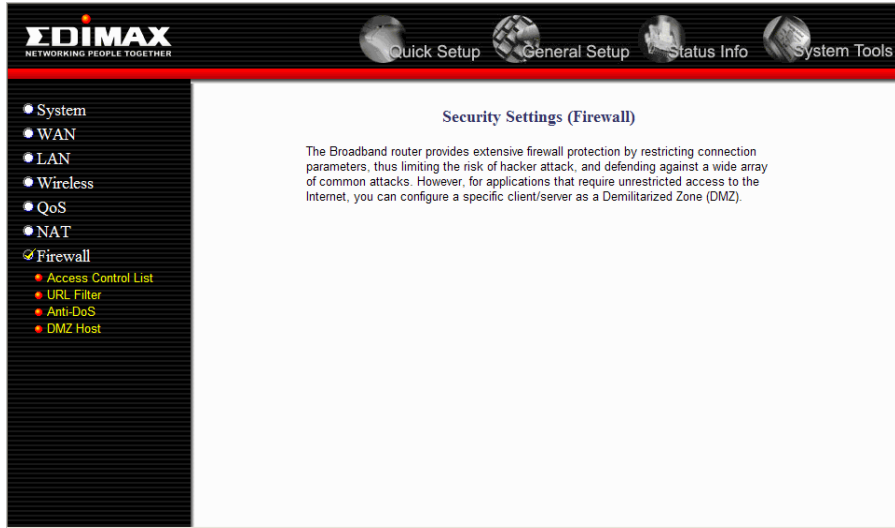 EDIMAX
NETWORKING PEOPLE TOGETHER
Quick Setup
General Setup
Status Info
System Tools
System
WAN
LAN
Wireless
QoS
NAT
Firewall
Access Control List
URL Filter
Anti-DoS
DMZ Host
Security Settings (Firewall)
The Broadband router provides extensive firewall protection by restricting connection
parameters, thus limiting the risk of hacker attack, and defending against a wide array
of common attacks. However, for applications that require unrestricted access to the
Internet, you can configure a specific client/server as a Demilitarized Zone (DMZ).